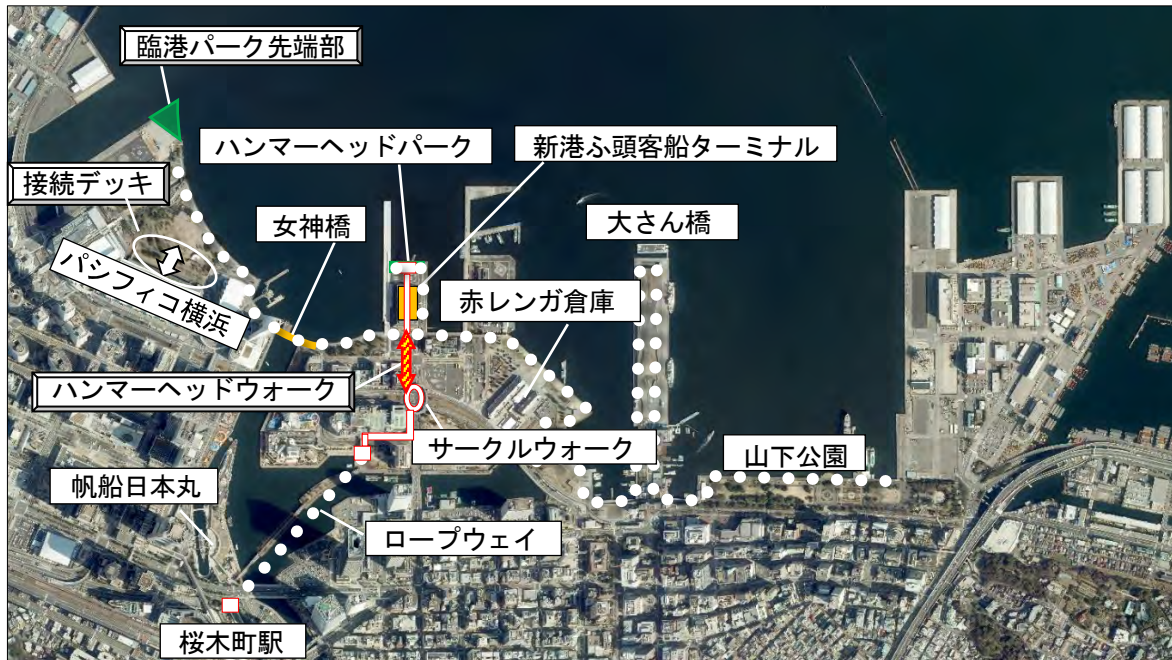 臨港パーク先端部
ハンマーヘッドパーク
新港ふ頭客船ターミナル
接続デッキ
女神橋
大さん橋
パシフィコ横浜
赤レンガ倉庫
ハンマーヘッドウォーク
サークルウォーク
山下公園
帆船日本丸
ロープウェイ
桜木町駅